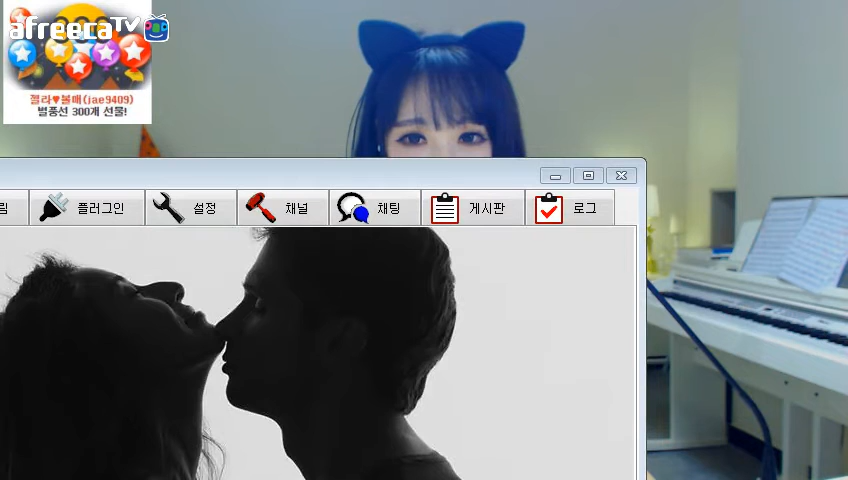 afreecaTV
젤라♥불매(jae9409)
별풍선 300개 선물!
림 플러그인 설정 채널 채팅 게시판 로그